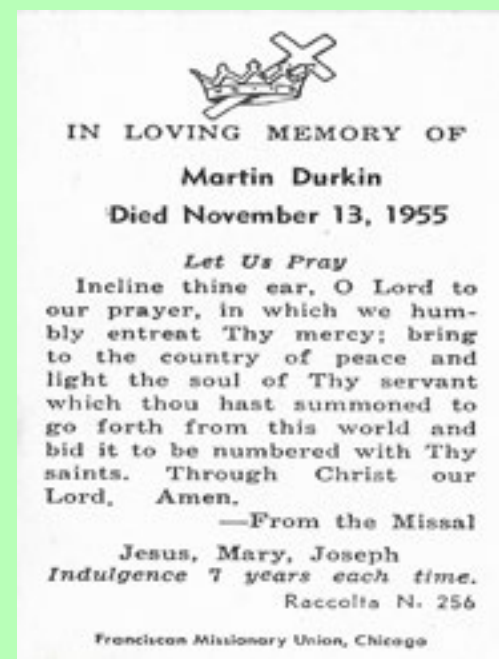 IN LOVING MEMORY OF
Martin Durkin
Died November 13, 1955
Let Us Pray
Incline thine ear, O Lord to
our prayer, in which we hum-
bly entreat Thy mercy; bring
to the country of peace and
light the soul of Thy servant
which thou hast summoned to
go forth from this world and
bid it to be numbered with Thy
saints. Through Christ our
Lord, Amen.
—From the Missal
Jesus, Mary, Joseph
Indulgence 7 years each time.
Raccolta N. 256
Franciscan Missionary Union, Chicago